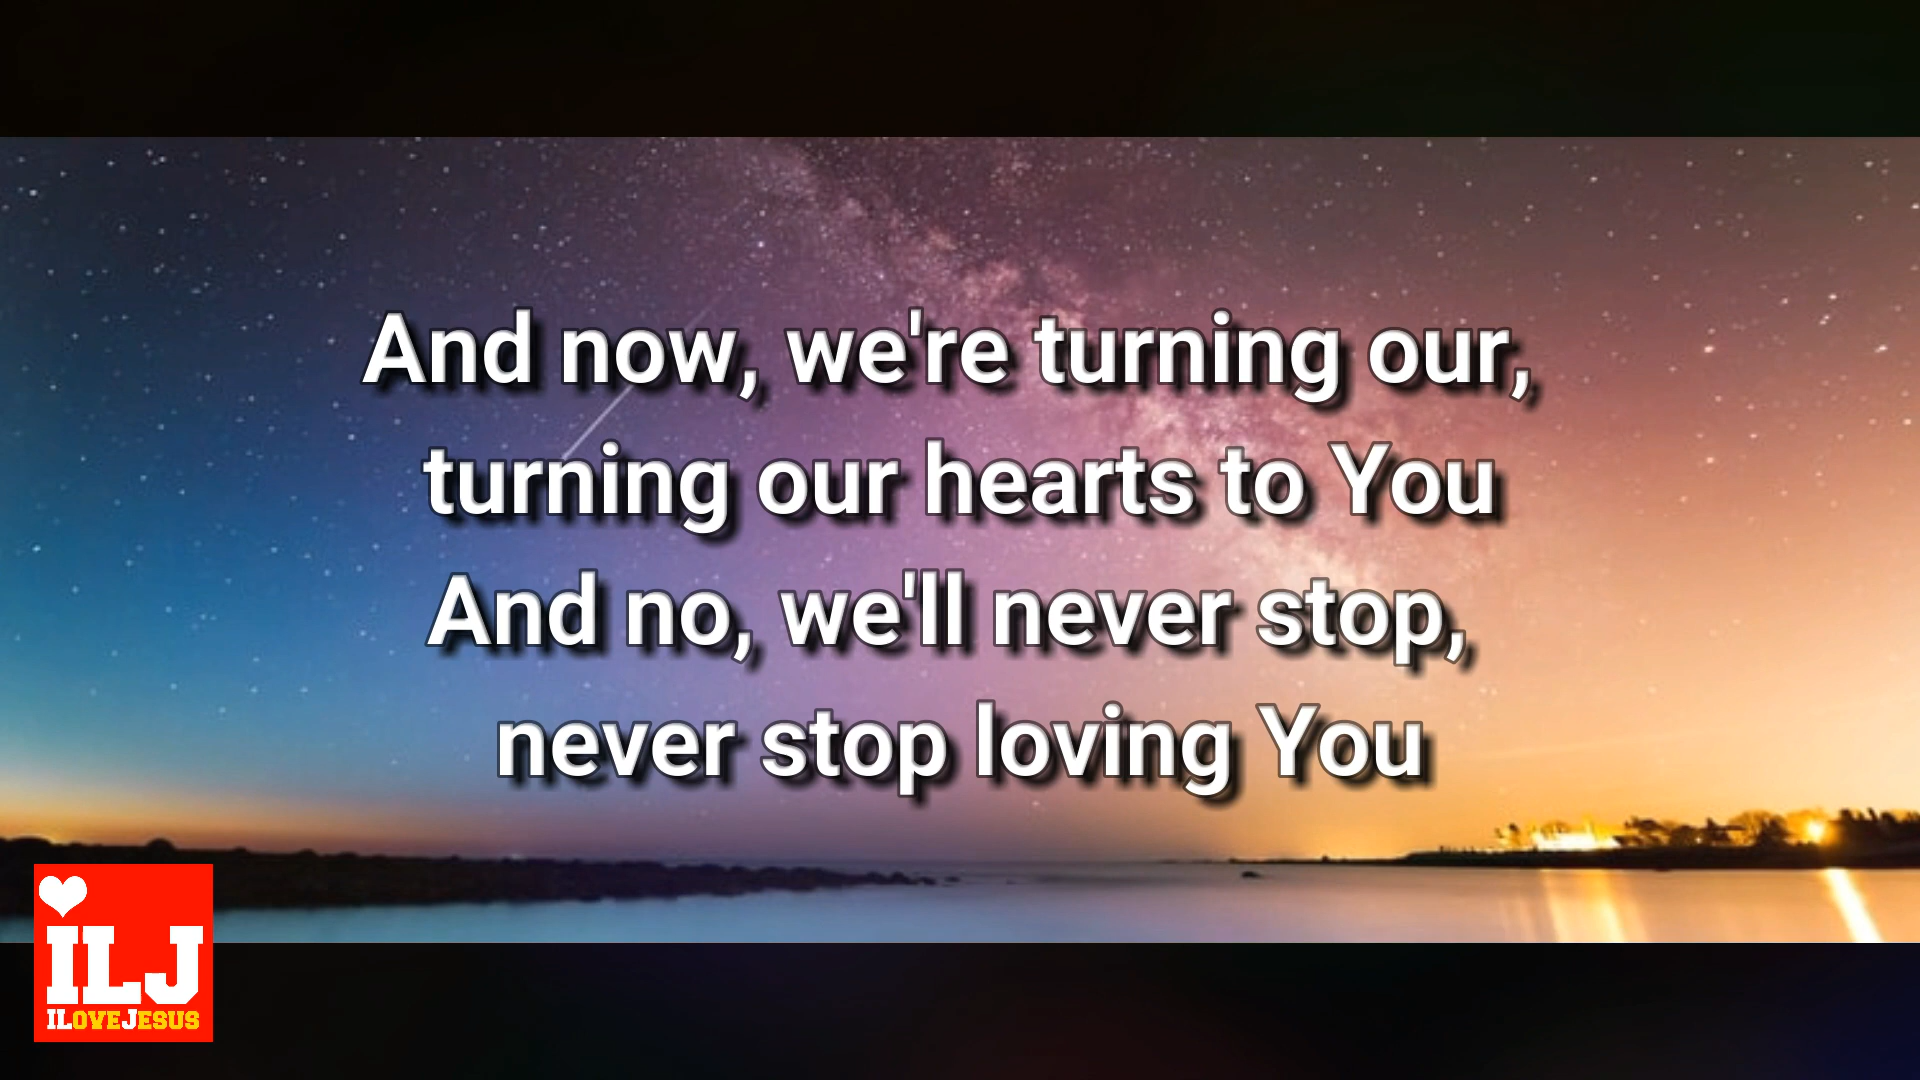 And now, we're turning our,
turning our hearts to You
And no, we'll never stop,
never stop loving You
ILJ
ILOVEJESUS